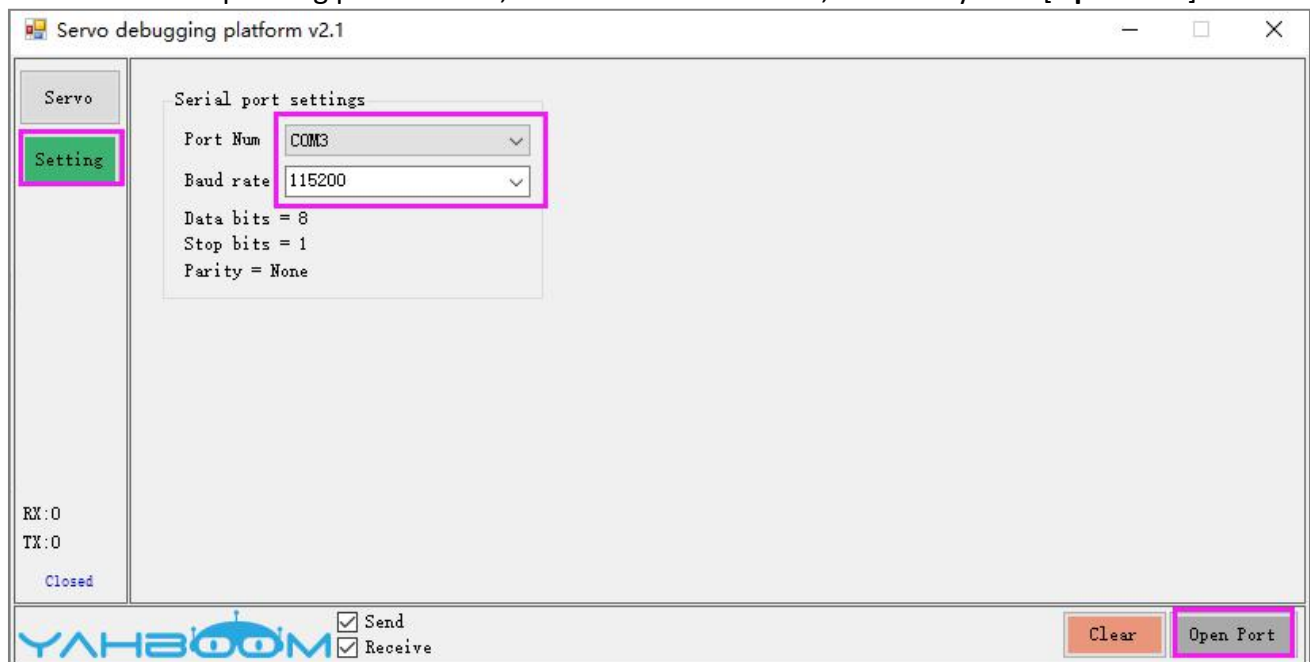 Servo debugging platform v2.1
Servo
Setting
Serial port settings
Port Num COM3
Baud rate 115200
Data bits = 8
Stop bits = 1
Parity = None
RX:0
TX:0
Closed
YAHBOOM
Send
Receive
Clear
Open Port